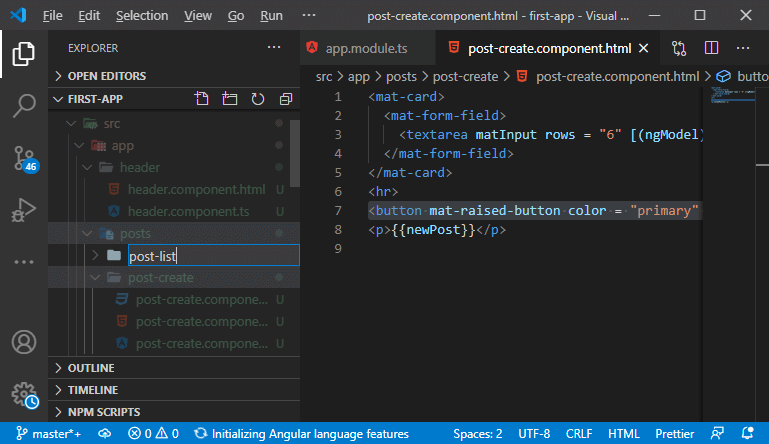 File Edit Selection View Go Run ··· post-create.component.html - first-app - Visual ...
EXPLORER
OPEN EDITORS
FIRST-APP
src
app
header
header.component.html U
header.component.ts U
posts
post-list
post-create
post-create.compone... U
post-create.compone... U
post-create.compone... U
OUTLINE
TIMELINE
NPM SCRIPTS
46
app.module.ts post-create.component.html
src > app > posts > post-create > post-create.component.html > butto
1 <mat-card>
2 <mat-form-field>
3 <textarea matInput rows = "6" [(ngModel)
4 </mat-form-field>
5 </mat-card>
6 <hr>
7 <button mat-raised-button color = "primary"
8 <p>{{newPost}}</p>
9
master*+ 0 0 Initializing Angular language features Spaces: 2 UTF-8 CRLF HTML Prettier